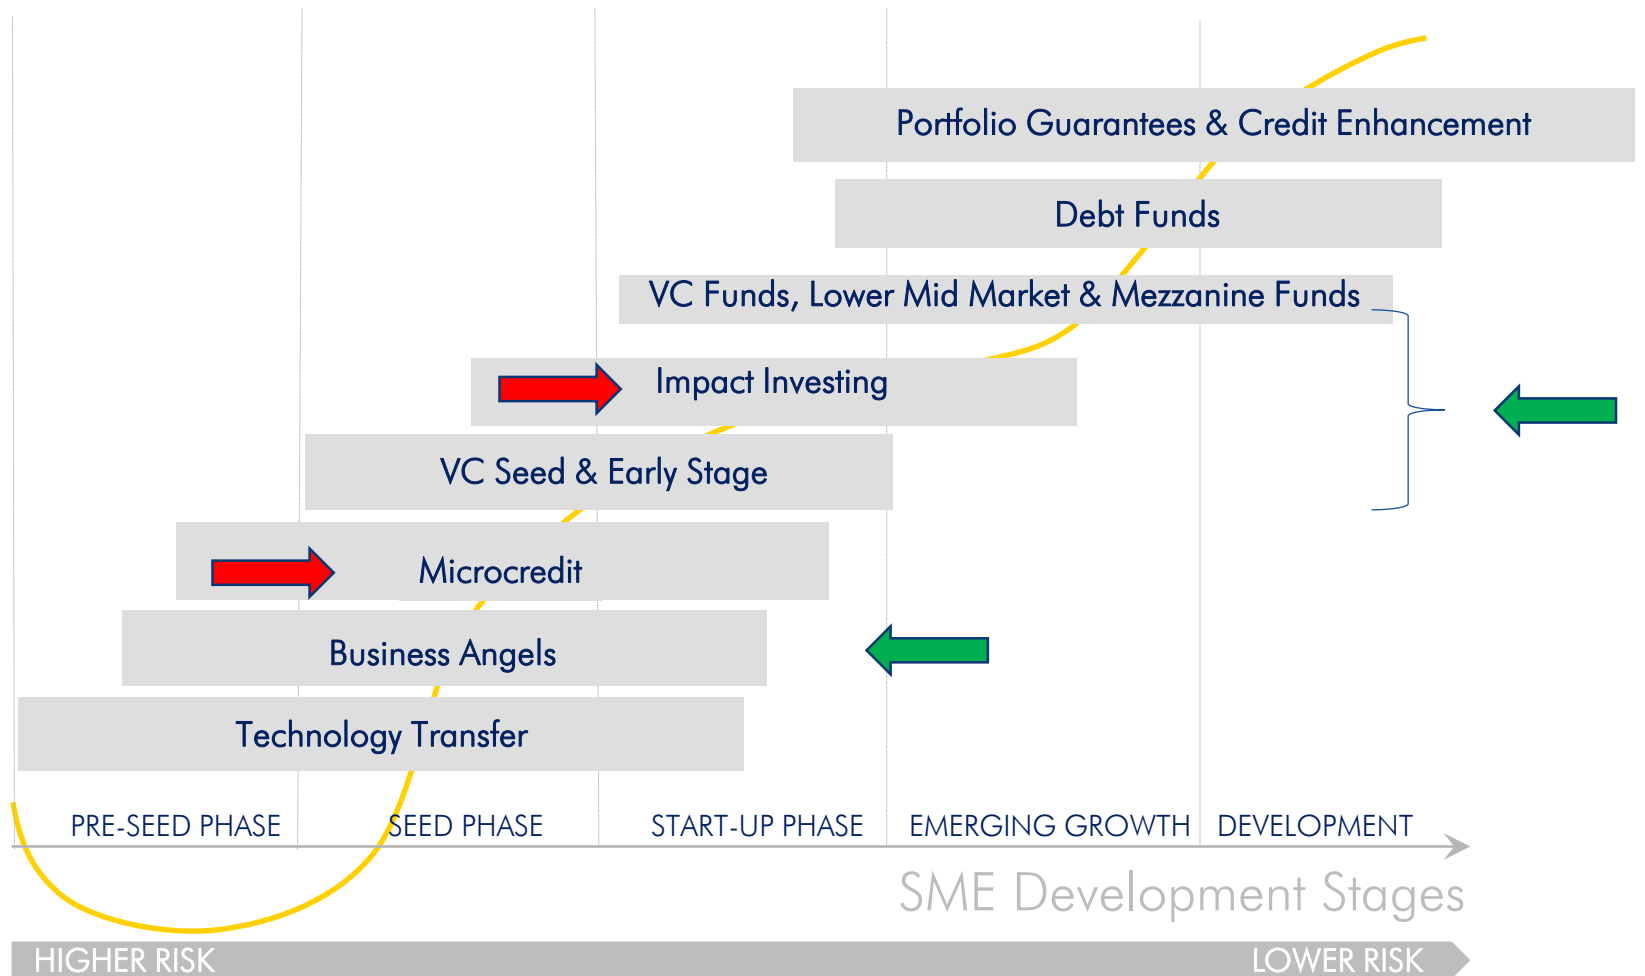 Portfolio Guarantees & Credit Enhancement
Debt Funds
VC Funds, Lower Mid Market & Mezzanine Funds
Impact Investing
VC Seed & Early Stage
Microcredit
Business Angels
Technology Transfer
PRE-SEED PHASE
SEED PHASE
START-UP PHASE
EMERGING GROWTH
DEVELOPMENT
SME Development Stages
HIGHER RISK
LOWER RISK